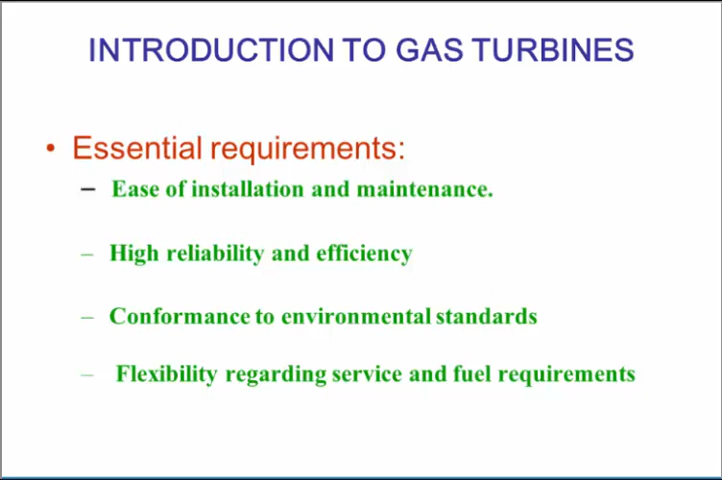 INTRODUCTION TO GAS TURBINES
• Essential requirements:
– Ease of installation and maintenance.
– High reliability and efficiency
– Conformance to environmental standards
– Flexibility regarding service and fuel requirements